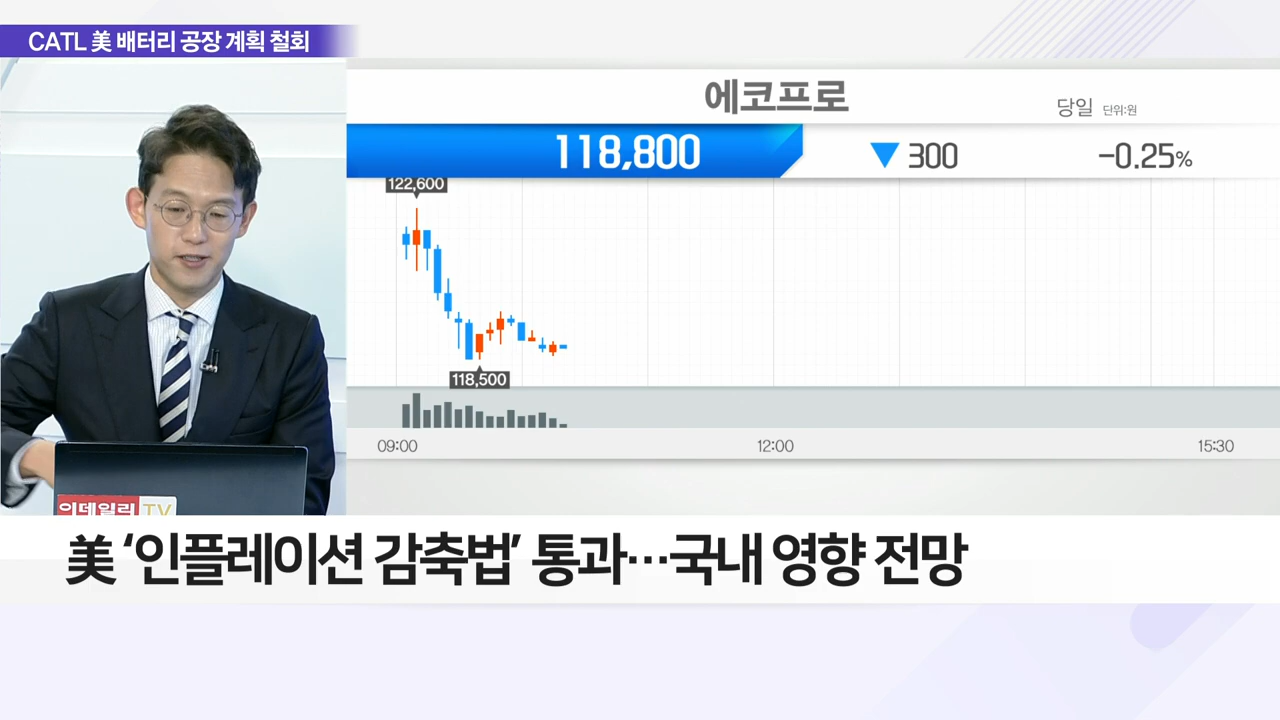 CATL 美 배터리 공장 계획 철회
에코프로
당일 단위:원
118,800 ▼ 300 -0.25%
122,600
118,500
09:00 12:00 15:30
이데일리 TV
美 ‘인플레이션 감축법’ 통과…국내 영향 전망